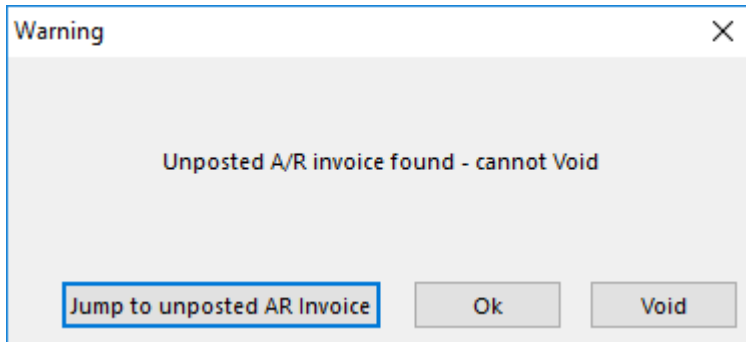 Warning
Unposted A/R invoice found - cannot Void
Jump to unposted AR Invoice Ok Void